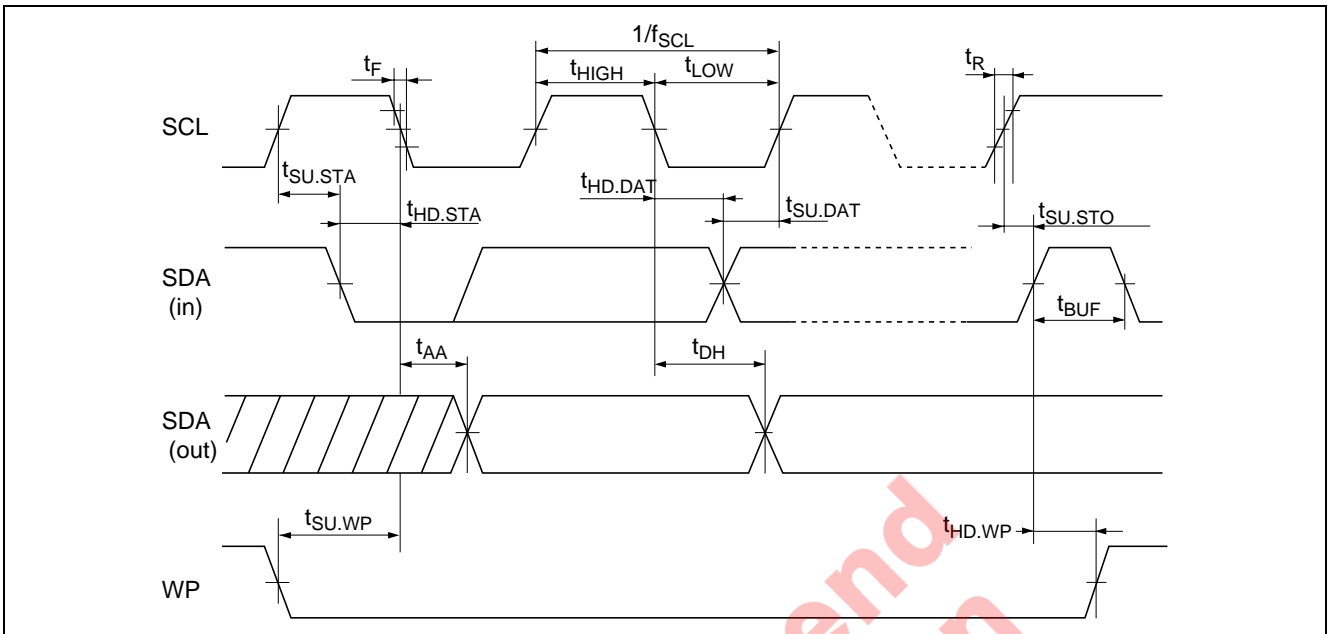 1/fSCL
tF
tHIGH
tLOW
tR
SCL
tSU.STA
tHD.STA
tHD.DAT
tSU.DAT
tSU.STO
SDA
(in)
tBUF
tAA
tDH
SDA
(out)
tSU.WP
tHD.WP
WP
end